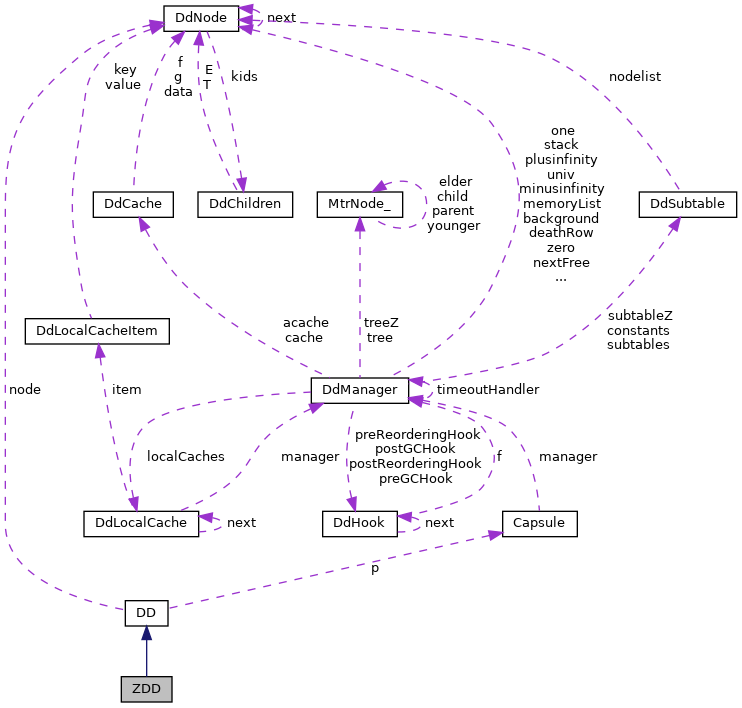 DdNode
next
key
value
f
g
data
E
T
kids
nodelist
one
stack
plusinfinity
univ
minusinfinity
memoryList
background
deathRow
zero
nextFree
...
DdCache
DdChildren
MtrNode_
elder
child
parent
younger
DdSubtable
DdLocalCacheItem
acache
cache
treeZ
tree
subtableZ
constants
subtables
node
item
DdManager
timeoutHandler
localCaches
manager
preReorderingHook
postGCHook
postReorderingHook
preGCHook
f
manager
DdLocalCache
next
DdHook
next
Capsule
p
DD
ZDD